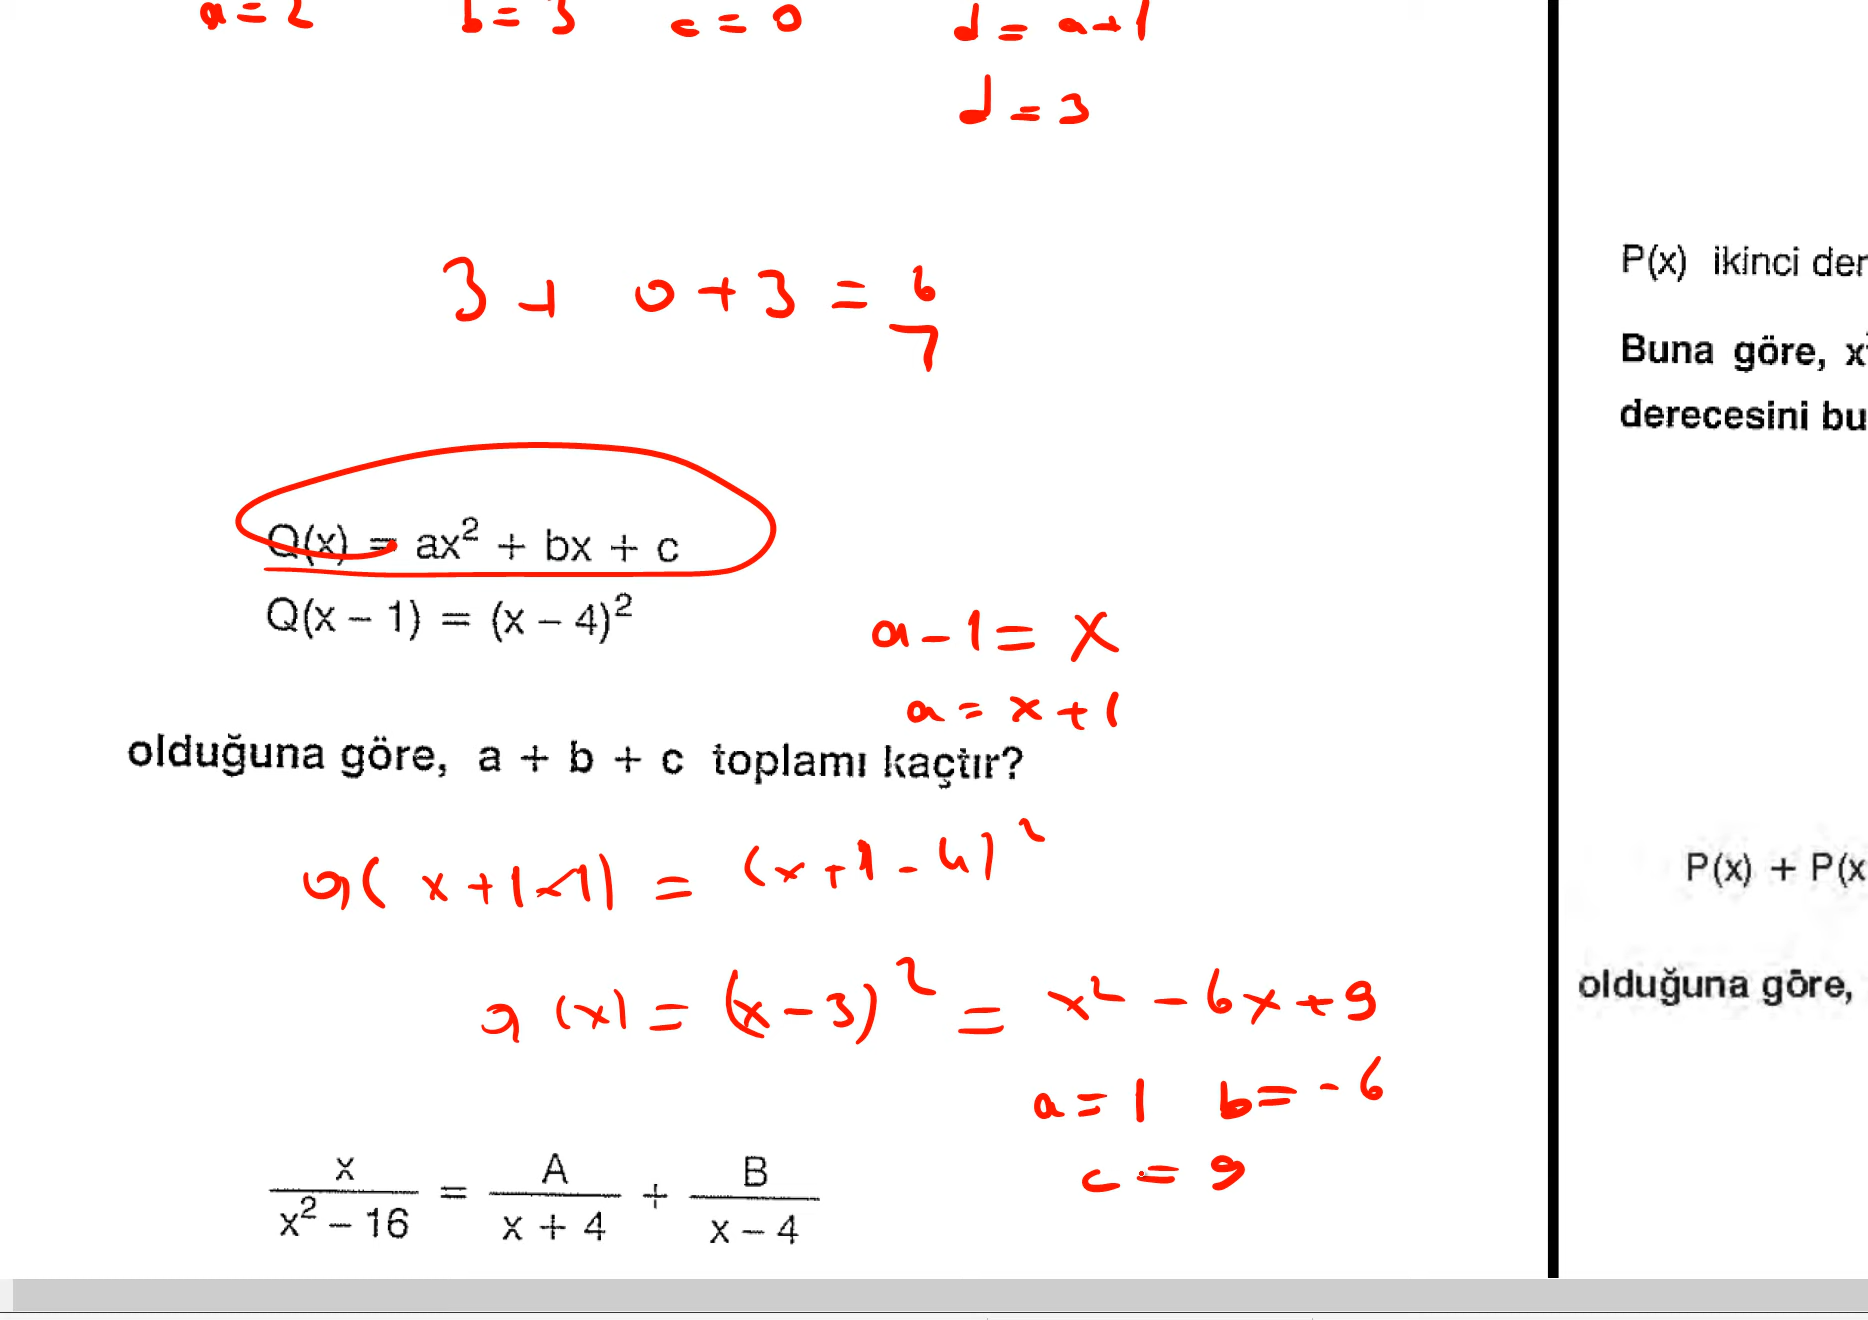 a = 2 b = 3 c = 0 d = a+1
d = 3
3 + 0 + 3 = 6/7
Q(x) = ax² + bx + c
Q(x – 1) = (x – 4)²
a - 1 = x
a = x + 1
olduğuna göre, a + b + c toplamı kaçtır?
Q( x + 1 - 1) = (x + 1 - 4)²
Q (x) = (x - 3)² = x² - 6x + 9
a = 1 b = - 6
c = 9
x/(x² – 16) = A/(x + 4) + B/(x – 4)
P(x) ikinci der
Buna göre, x
derecesini bu
P(x) + P(x
olduğuna göre,